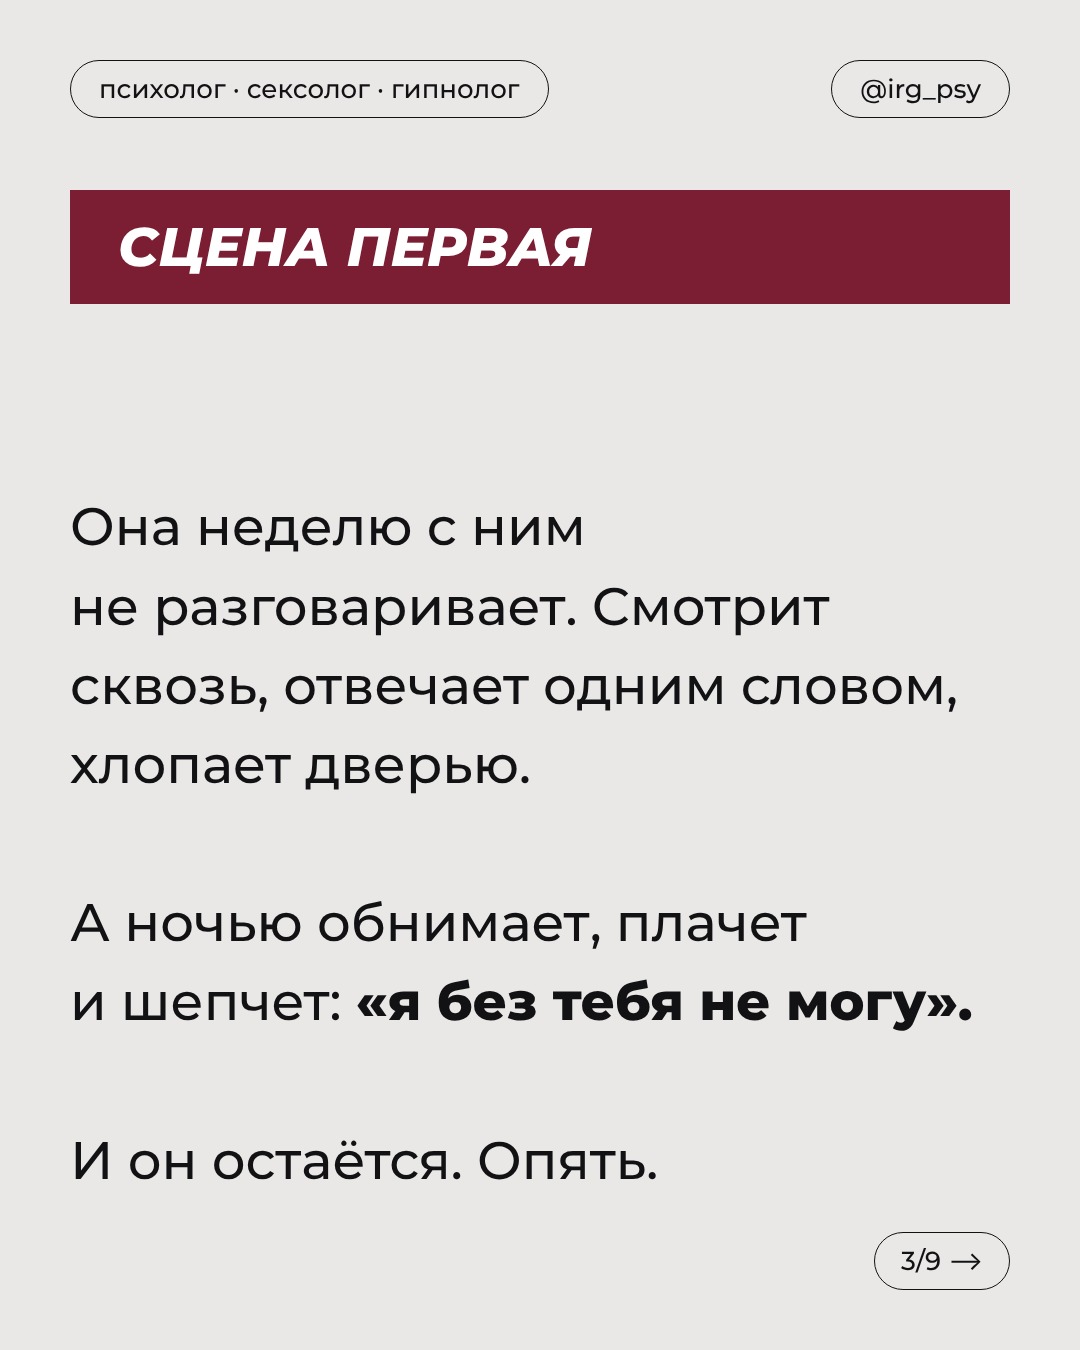 психолог · сексолог · гипнолог
@irg_psy
СЦЕНА ПЕРВАЯ
Она неделю с ним
не разговаривает. Смотрит
сквозь, отвечает одним словом,
хлопает дверью.
А ночью обнимает, плачет
и шепчет: «я без тебя не могу».
И он остаётся. Опять.
3/9 →